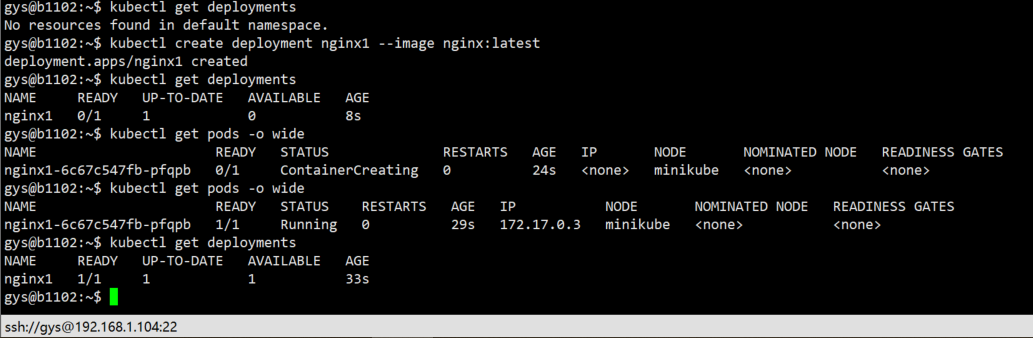 gys@b1102:~$ kubectl get deployments
No resources found in default namespace.
gys@b1102:~$ kubectl create deployment nginx1 --image nginx:latest
deployment.apps/nginx1 created
gys@b1102:~$ kubectl get deployments
NAME     READY   UP-TO-DATE   AVAILABLE   AGE
nginx1   0/1     1            0           8s
gys@b1102:~$ kubectl get pods -o wide
NAME                      READY   STATUS              RESTARTS   AGE   IP       NODE       NOMINATED NODE   READINESS GATES
nginx1-6c67c547fb-pfqpb   0/1     ContainerCreating   0          24s   <none>   minikube   <none>           <none>
gys@b1102:~$ kubectl get pods -o wide
NAME                      READY   STATUS    RESTARTS   AGE   IP           NODE       NOMINATED NODE   READINESS GATES
nginx1-6c67c547fb-pfqpb   1/1     Running   0          29s   172.17.0.3   minikube   <none>           <none>
gys@b1102:~$ kubectl get deployments
NAME     READY   UP-TO-DATE   AVAILABLE   AGE
nginx1   1/1     1            1           33s
gys@b1102:~$
ssh://gys@192.168.1.104:22